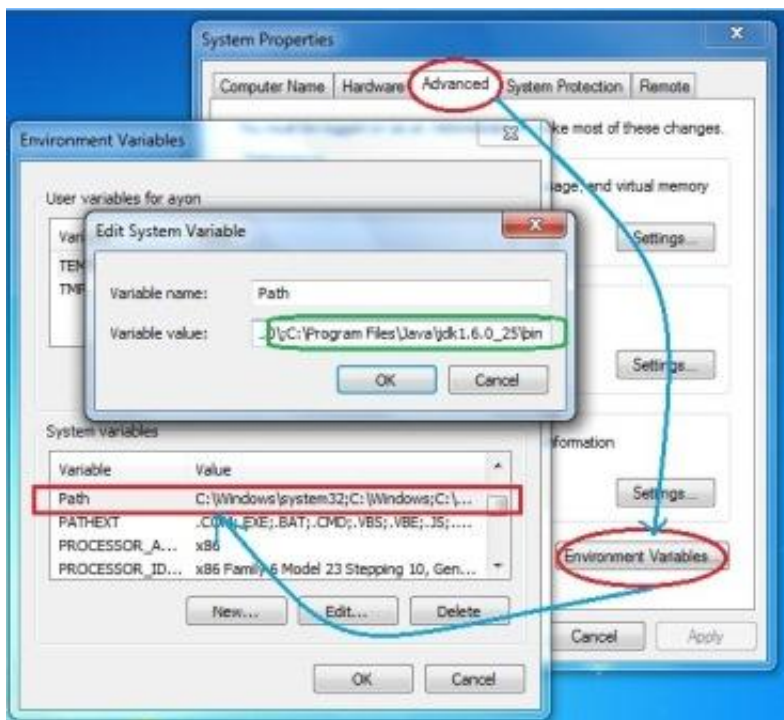 System Properties
Computer Name Hardware Advanced System Protection Remote
ke most of these changes.
Environment Variables
User variables for ayon
age, and virtual memory
Settings...
Edit System Variable
Variable name: Path
Variable value: ..0\;C:\Program Files\Java\jdk1.6.0_25\bin
OK Cancel
Settings...
System variables
Variable Value
Path C:\Windows\system32;C:\Windows;C:\...
PATHEXT .COM;.EXE;.BAT;.CMD;.VBS;.VBE;.JS;....
PROCESSOR_A... x86
PROCESSOR_ID... x86 Family 6 Model 23 Stepping 10, Gen...
formation
Settings...
Environment Variables...
New... Edit... Delete
OK Cancel
Cancel Apply